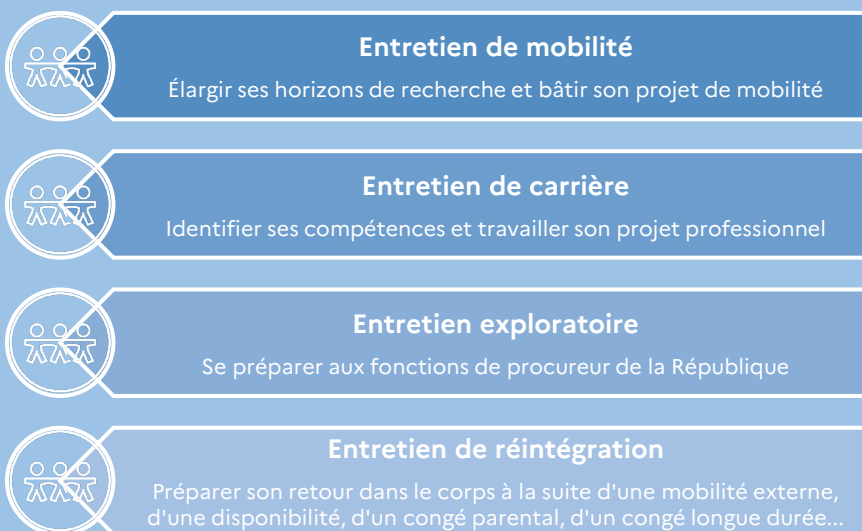 Entretien de mobilité
Élargir ses horizons de recherche et bâtir son projet de mobilité
Entretien de carrière
Identifier ses compétences et travailler son projet professionnel
Entretien exploratoire
Se préparer aux fonctions de procureur de la République
Entretien de réintégration
Préparer son retour dans le corps à la suite d'une mobilité externe,
d'une disponibilité, d'un congé parental, d'un congé longue durée...